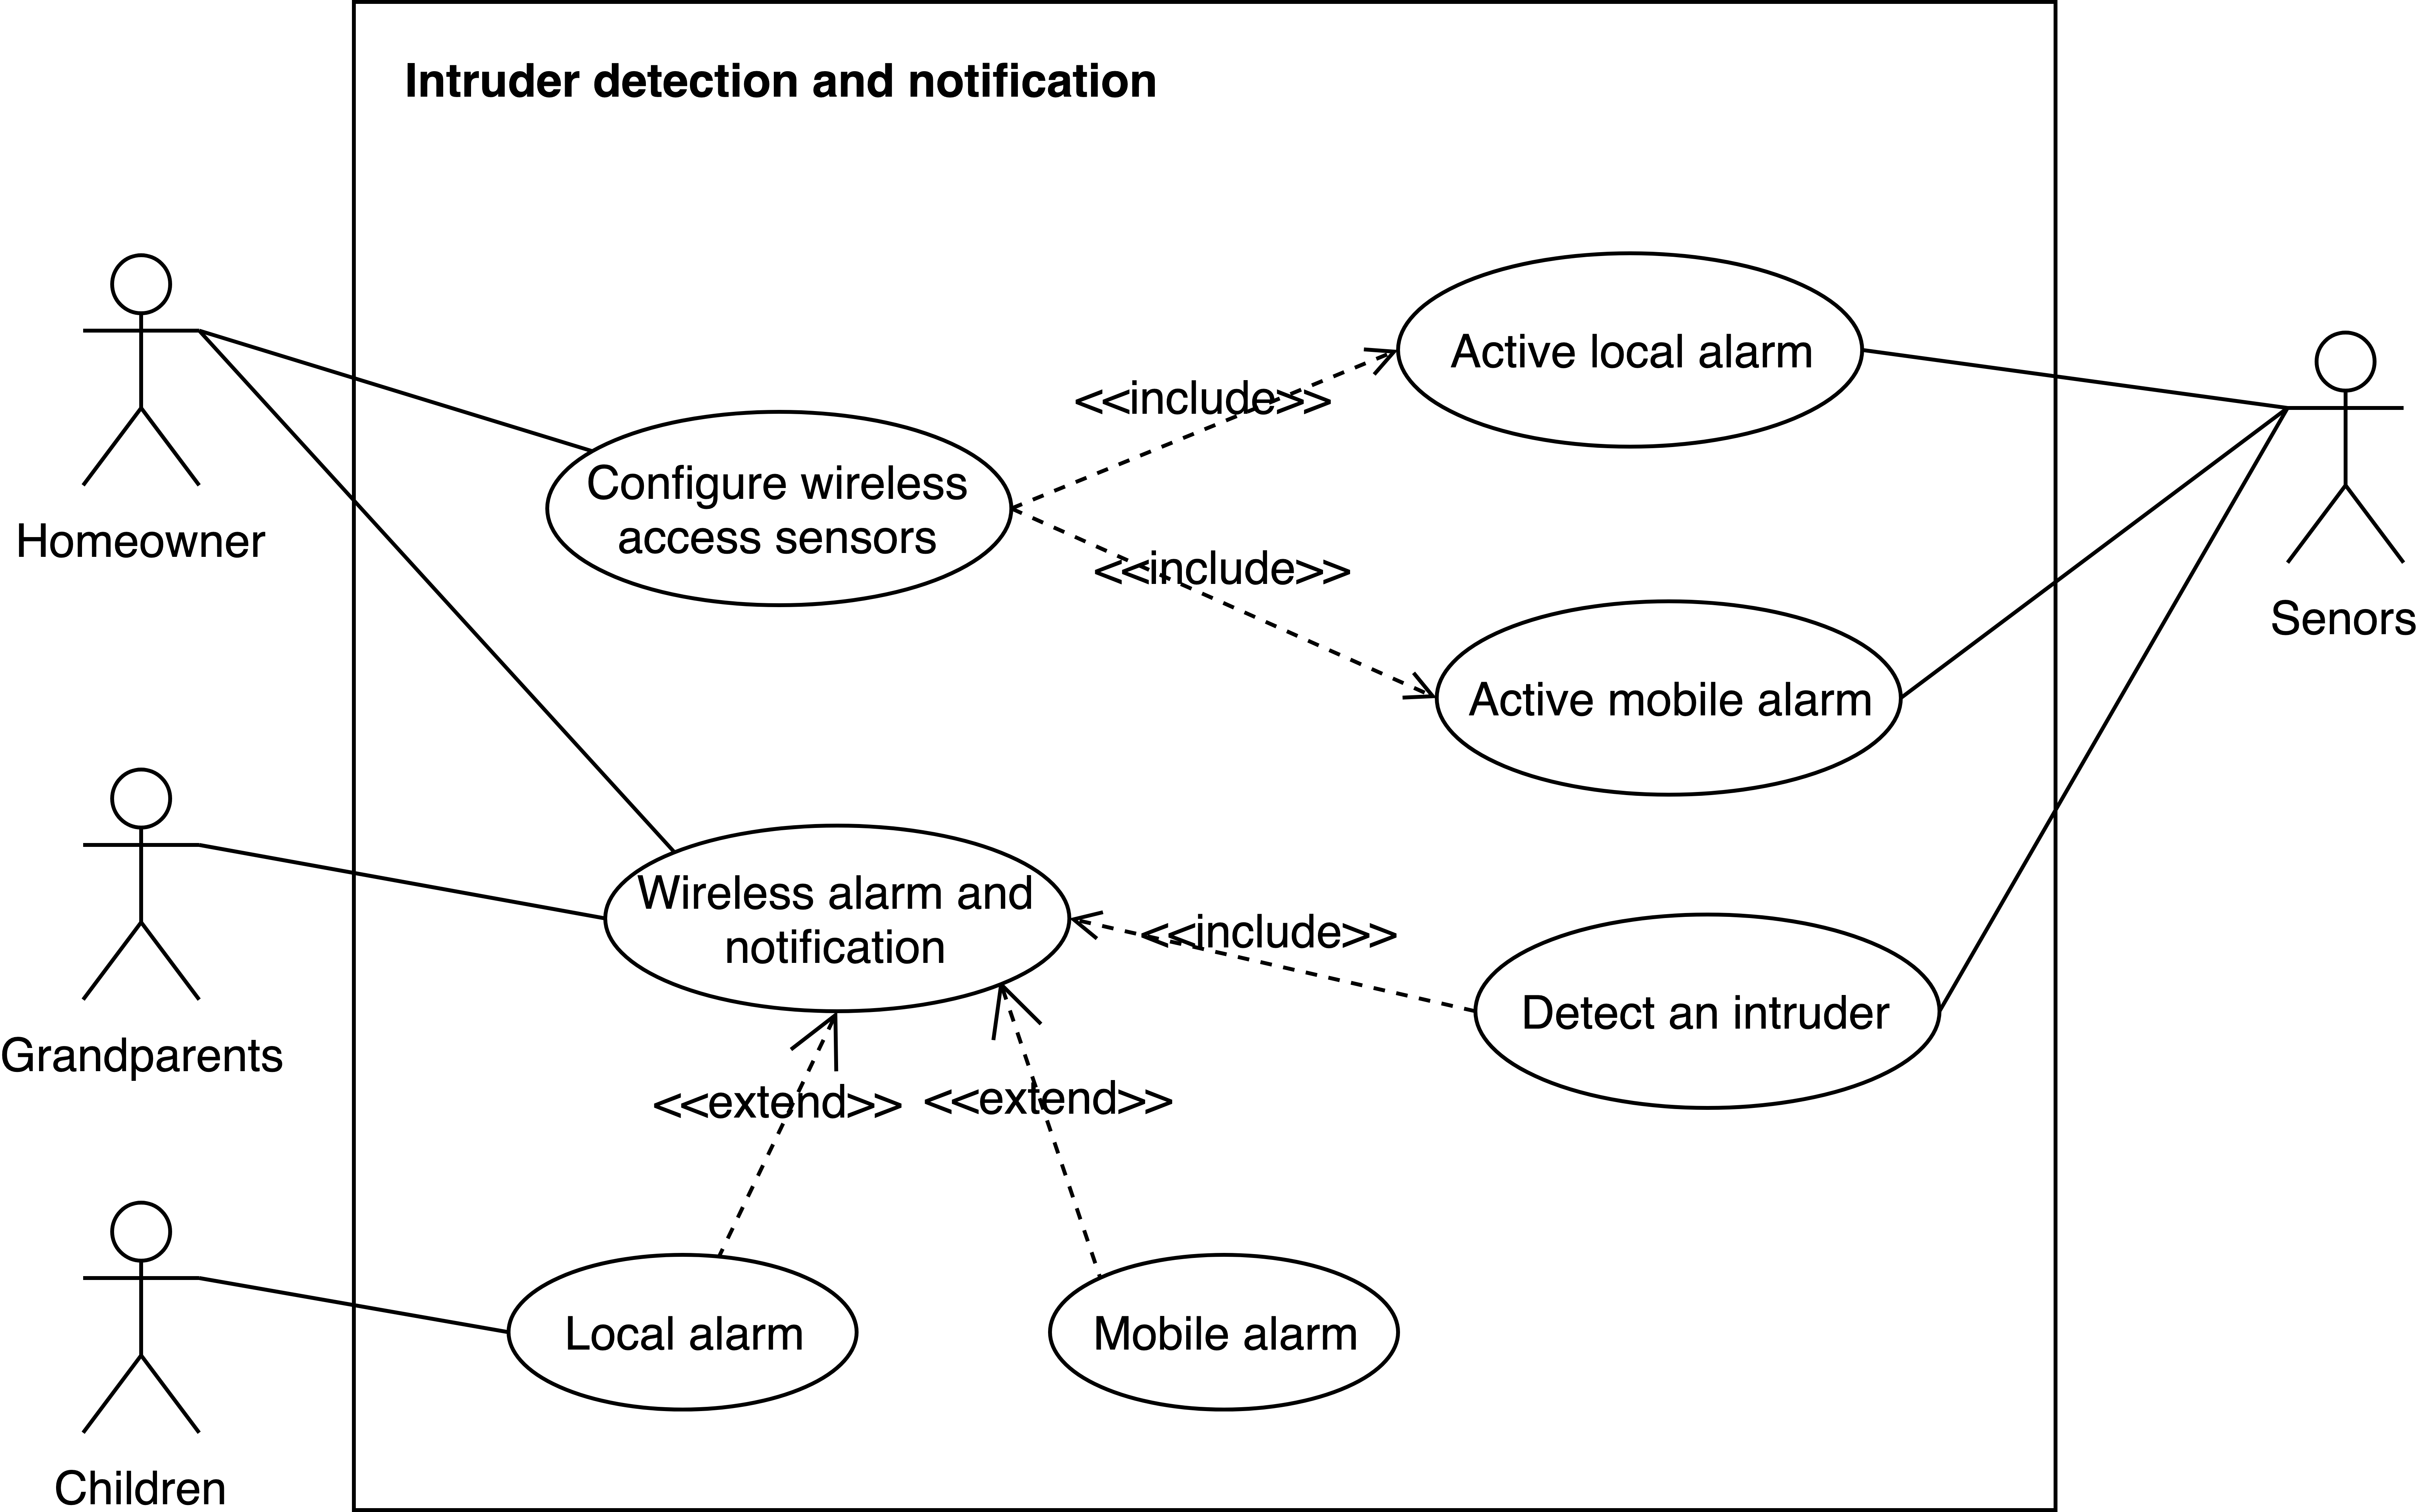 Intruder detection and notification
Homeowner
Configure wireless
access sensors
<<include>>
Active local alarm
<<include>>
Active mobile alarm
Senors
Grandparents
Wireless alarm and
notification
<<include>>
Detect an intruder
<<extend>>
<<extend>>
Children
Local alarm
Mobile alarm